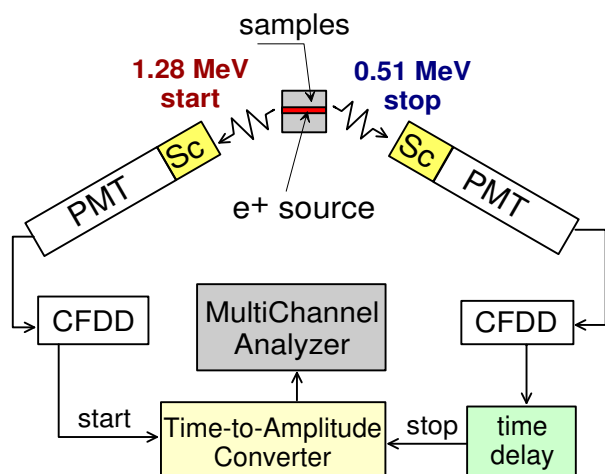 samples
1.28 MeV
start
0.51 MeV
stop
Sc
PMT
Sc
PMT
e+ source
CFDD
MultiChannel
Analyzer
CFDD
start
Time-to-Amplitude
Converter
stop
time
delay